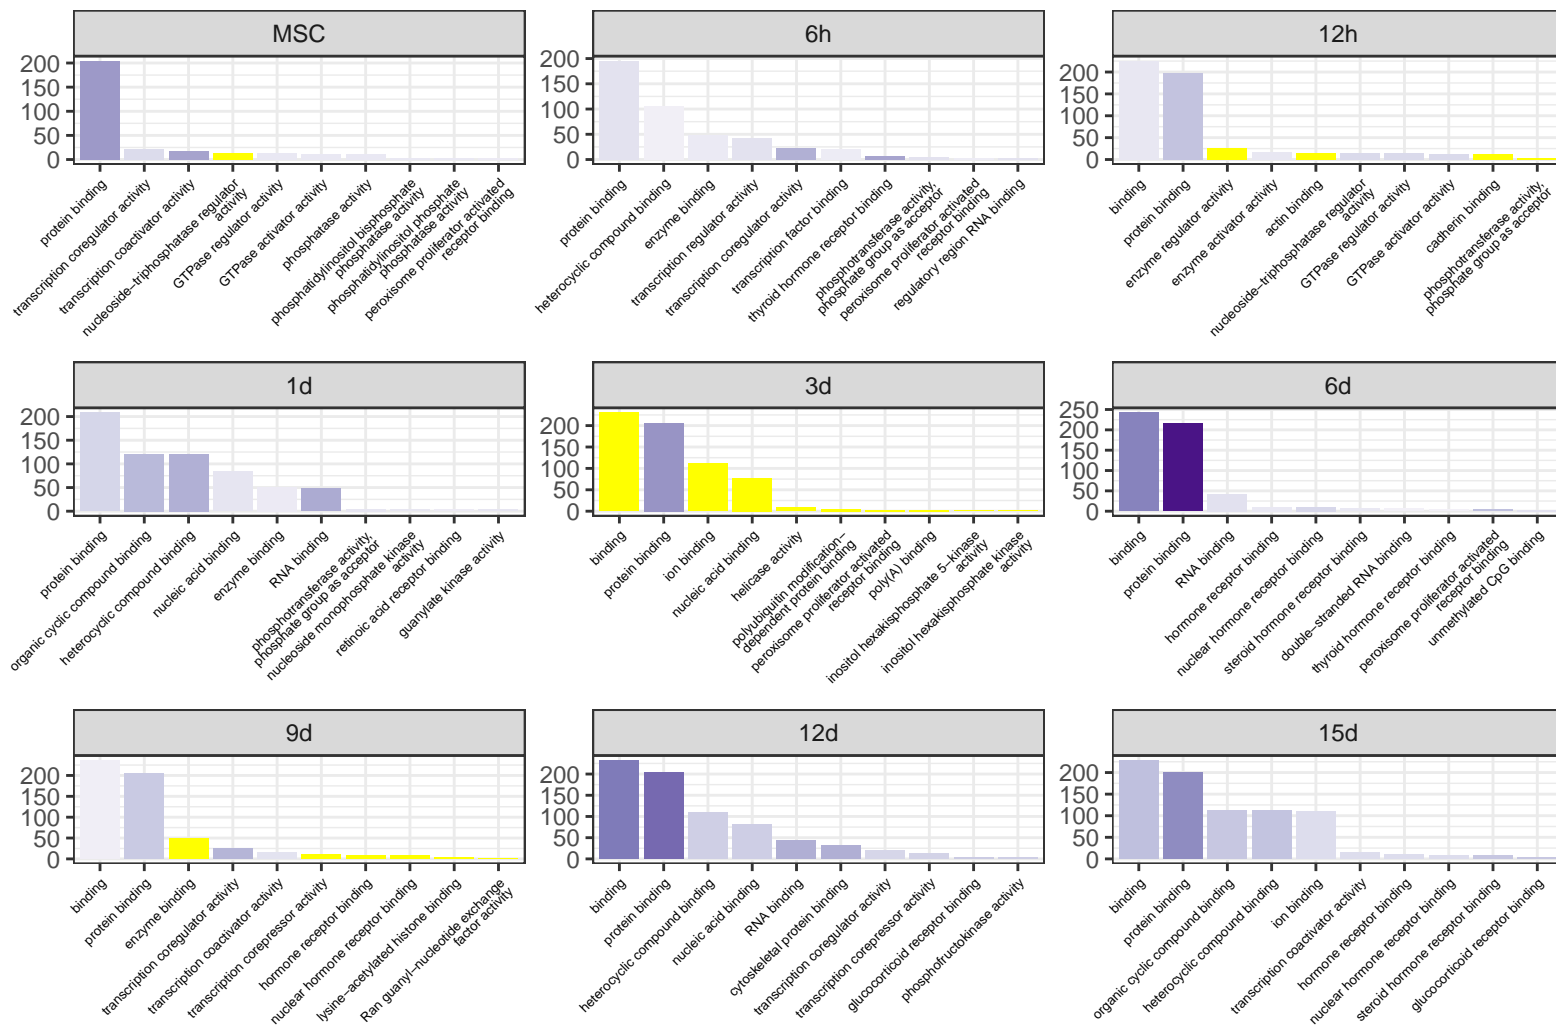 MSC
200
150
100
50
0
protein binding
transcription coregulator activity
transcription coactivator activity
nucleoside−triphosphatase regulator
activity
GTPase regulator activity
GTPase activator activity
phosphatase activity
phosphatidylinositol bisphosphate
phosphatase activity
phosphatidylinositol phosphate
phosphatase activity
peroxisome proliferator activated
receptor binding
6h
200
150
100
50
0
protein binding
heterocyclic compound binding
enzyme binding
transcription regulator activity
transcription coregulator activity
transcription factor binding
thyroid hormone receptor binding
phosphotransferase activity,
phosphate group as acceptor
peroxisome proliferator activated
receptor binding
regulatory region RNA binding
12h
200
150
100
50
0
binding
protein binding
enzyme regulator activity
enzyme activator activity
actin binding
nucleoside−triphosphatase regulator
activity
GTPase regulator activity
GTPase activator activity
cadherin binding
phosphotransferase activity,
phosphate group as acceptor
1d
200
150
100
50
0
protein binding
organic cyclic compound binding
heterocyclic compound binding
nucleic acid binding
enzyme binding
RNA binding
phosphotransferase activity,
phosphate group as acceptor
nucleoside monophosphate kinase
activity
retinoic acid receptor binding
guanylate kinase activity
3d
200
150
100
50
0
binding
protein binding
ion binding
nucleic acid binding
helicase activity
polyubiquitin modification−
dependent protein binding
peroxisome proliferator activated
receptor binding
poly(A) binding
inositol hexakisphosphate 5−kinase
activity
inositol hexakisphosphate kinase
activity
6d
250
200
150
100
50
0
binding
protein binding
RNA binding
hormone receptor binding
nuclear hormone receptor binding
steroid hormone receptor binding
double−stranded RNA binding
thyroid hormone receptor binding
peroxisome proliferator activated
receptor binding
unmethylated CpG binding
9d
200
150
100
50
0
binding
protein binding
enzyme binding
transcription coregulator activity
transcription coactivator activity
transcription corepressor activity
hormone receptor binding
nuclear hormone receptor binding
lysine−acetylated histone binding
Ran guanyl−nucleotide exchange
factor activity
12d
200
150
100
50
0
binding
protein binding
heterocyclic compound binding
nucleic acid binding
RNA binding
cytoskeletal protein binding
transcription coregulator activity
transcription corepressor activity
glucocorticoid receptor binding
phosphofructokinase activity
15d
200
150
100
50
0
binding
protein binding
organic cyclic compound binding
heterocyclic compound binding
ion binding
transcription coactivator activity
hormone receptor binding
nuclear hormone receptor binding
steroid hormone receptor binding
glucocorticoid receptor binding